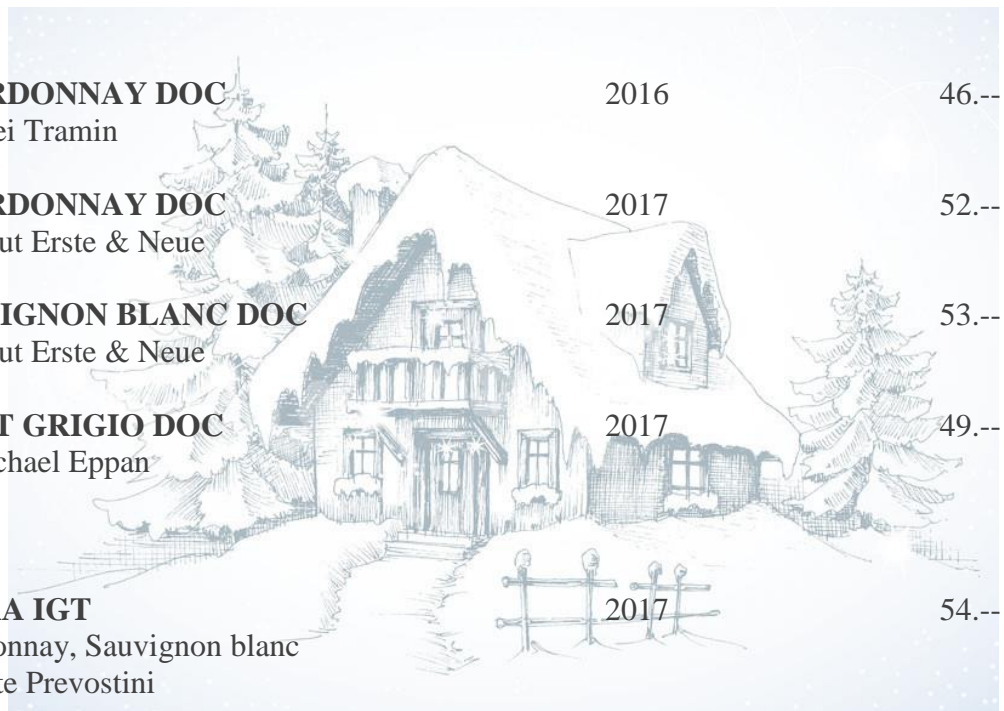 RDONNAY DOC 2016 46.--
ei Tramin
RDONNAY DOC 2017 52.--
ut Erste & Neue
IGNON BLANC DOC 2017 53.--
ut Erste & Neue
T GRIGIO DOC 2017 49.--
chael Eppan
A IGT 2017 54.--
onnay, Sauvignon blanc
te Prevostini